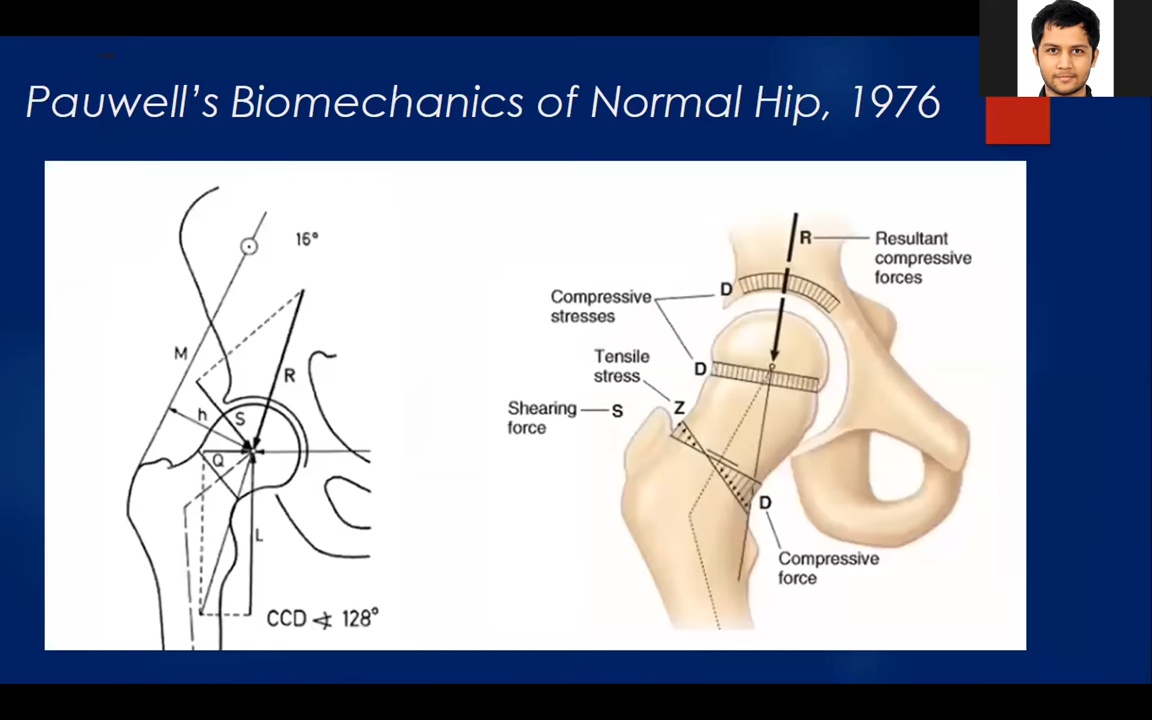 Pauwell's Biomechanics of Normal Hip, 1976
16°
M
R
h
S
Q
L
CCD ∢ 128°
R
Resultant
compressive
forces
D
Compressive
stresses
Tensile
stress
D
Shearing
force
S
Z
D
Compressive
force